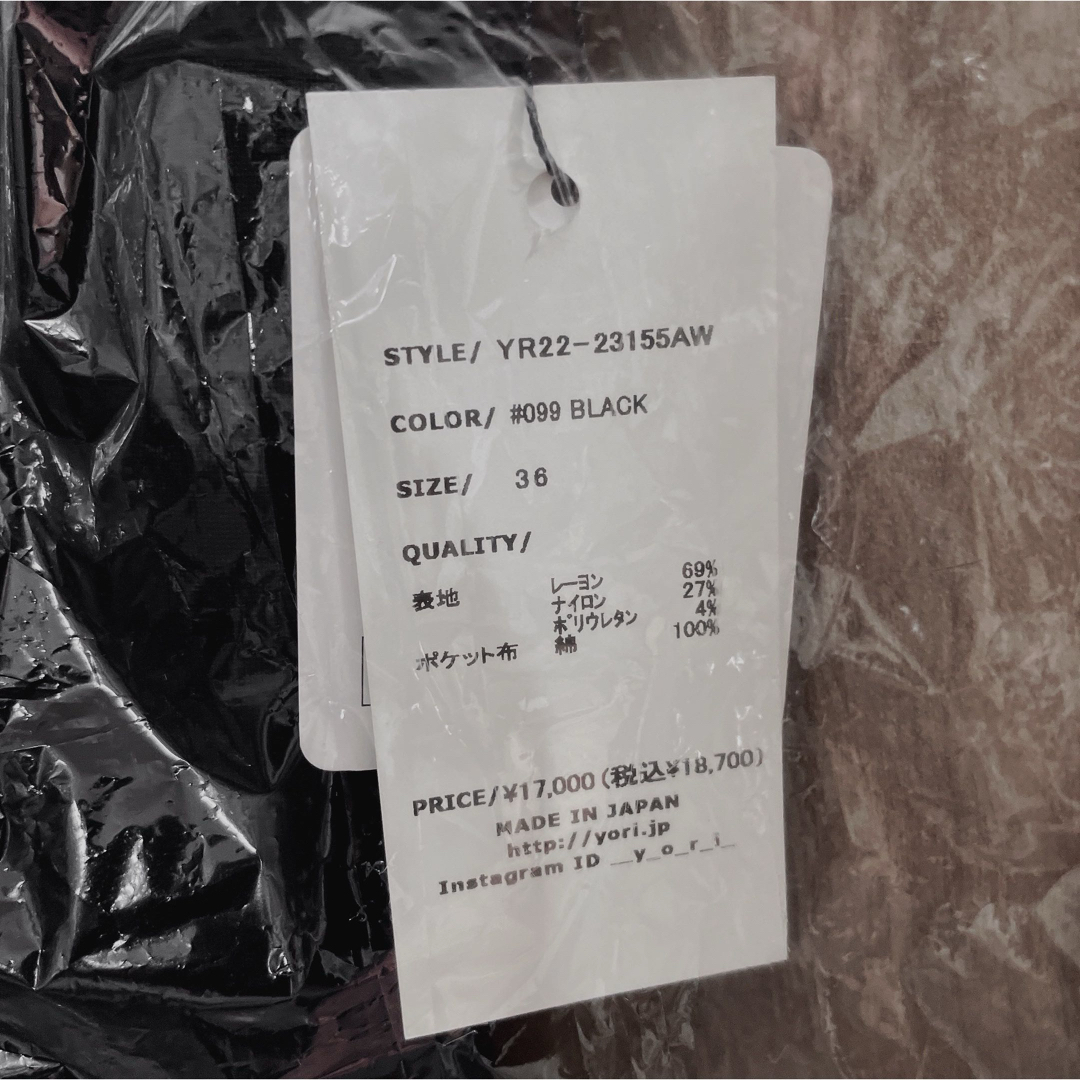 STYLE/ YR22-23155AW
COLOR/ #099 BLACK
SIZE/ 36
QUALITY/
表地 レーヨン 69%
ナイロン 27%
ポリウレタン 4%
ポケット布 綿 100%
PRICE/¥17,000(税込¥18,700)
MADE IN JAPAN
http://yori.jp
Instagram ID __y_o_r_i_